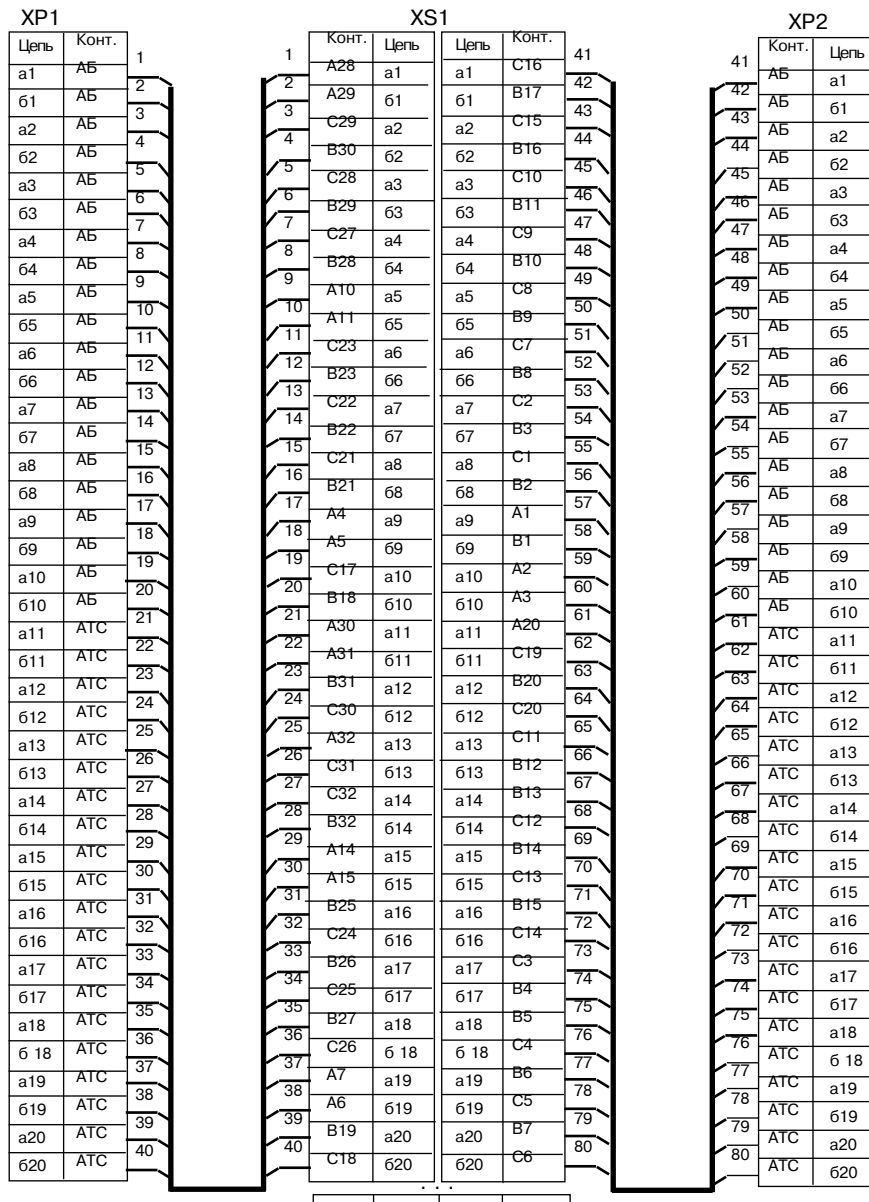 XP1 XS1 XP2
Цепь Конт. Конт. Цепь Цепь Конт. Конт. Цепь
а1 АБ 1 1 A28 а1 а1 C16 41 41 АБ а1
б1 АБ 2 2 A29 б1 б1 B17 42 42 АБ б1
а2 АБ 3 3 C29 а2 а2 C15 43 43 АБ а2
б2 АБ 4 4 B30 б2 б2 B16 44 44 АБ б2
а3 АБ 5 5 C28 а3 а3 C10 45 45 АБ а3
б3 АБ 6 6 B29 б3 б3 B11 46 46 АБ б3
а4 АБ 7 7 C27 а4 а4 C9 47 47 АБ а4
б4 АБ 8 8 B28 б4 б4 B10 48 48 АБ б4
а5 АБ 9 9 A10 а5 а5 C8 49 49 АБ а5
б5 АБ 10 10 A11 б5 б5 B9 50 50 АБ б5
а6 АБ 11 11 C23 а6 а6 C7 51 51 АБ а6
б6 АБ 12 12 B23 б6 б6 B8 52 52 АБ б6
а7 АБ 13 13 C22 а7 а7 C2 53 53 АБ а7
б7 АБ 14 14 B22 б7 б7 B3 54 54 АБ б7
а8 АБ 15 15 C21 а8 а8 C1 55 55 АБ а8
б8 АБ 16 16 B21 б8 б8 B2 56 56 АБ б8
а9 АБ 17 17 A4 а9 а9 A1 57 57 АБ а9
б9 АБ 18 18 A5 б9 б9 B1 58 58 АБ б9
а10 АБ 19 19 C17 а10 а10 A2 59 59 АБ а10
б10 АБ 20 20 B18 б10 б10 A3 60 60 АБ б10
а11 АТС 21 21 A30 а11 а11 A20 61 61 АТС а11
б11 АТС 22 22 A31 б11 б11 C19 62 62 АТС б11
а12 АТС 23 23 B31 а12 а12 B20 63 63 АТС а12
б12 АТС 24 24 C30 б12 б12 C20 64 64 АТС б12
а13 АТС 25 25 A32 а13 а13 C11 65 65 АТС а13
б13 АТС 26 26 C31 б13 б13 B12 66 66 АТС б13
а14 АТС 27 27 C32 а14 а14 B13 67 67 АТС а14
б14 АТС 28 28 B32 б14 б14 C12 68 68 АТС б14
а15 АТС 29 29 A14 а15 а15 B14 69 69 АТС а15
б15 АТС 30 30 A15 б15 б15 C13 70 70 АТС б15
а16 АТС 31 31 B25 а16 а16 B15 71 71 АТС а16
б16 АТС 32 32 C24 б16 б16 C14 72 72 АТС б16
а17 АТС 33 33 B26 а17 а17 C3 73 73 АТС а17
б17 АТС 34 34 C25 б17 б17 B4 74 74 АТС б17
а18 АТС 35 35 B27 а18 а18 B5 75 75 АТС а18
б 18 АТС 36 36 C26 б 18 б 18 C4 76 76 АТС б 18
а19 АТС 37 37 A7 а19 а19 B6 77 77 АТС а19
б19 АТС 38 38 A6 б19 б19 C5 78 78 АТС б19
а20 АТС 39 39 B19 а20 а20 B7 79 79 АТС а20
б20 АТС 40 40 C18 б20 б20 C6 80 80 АТС б20
. . .